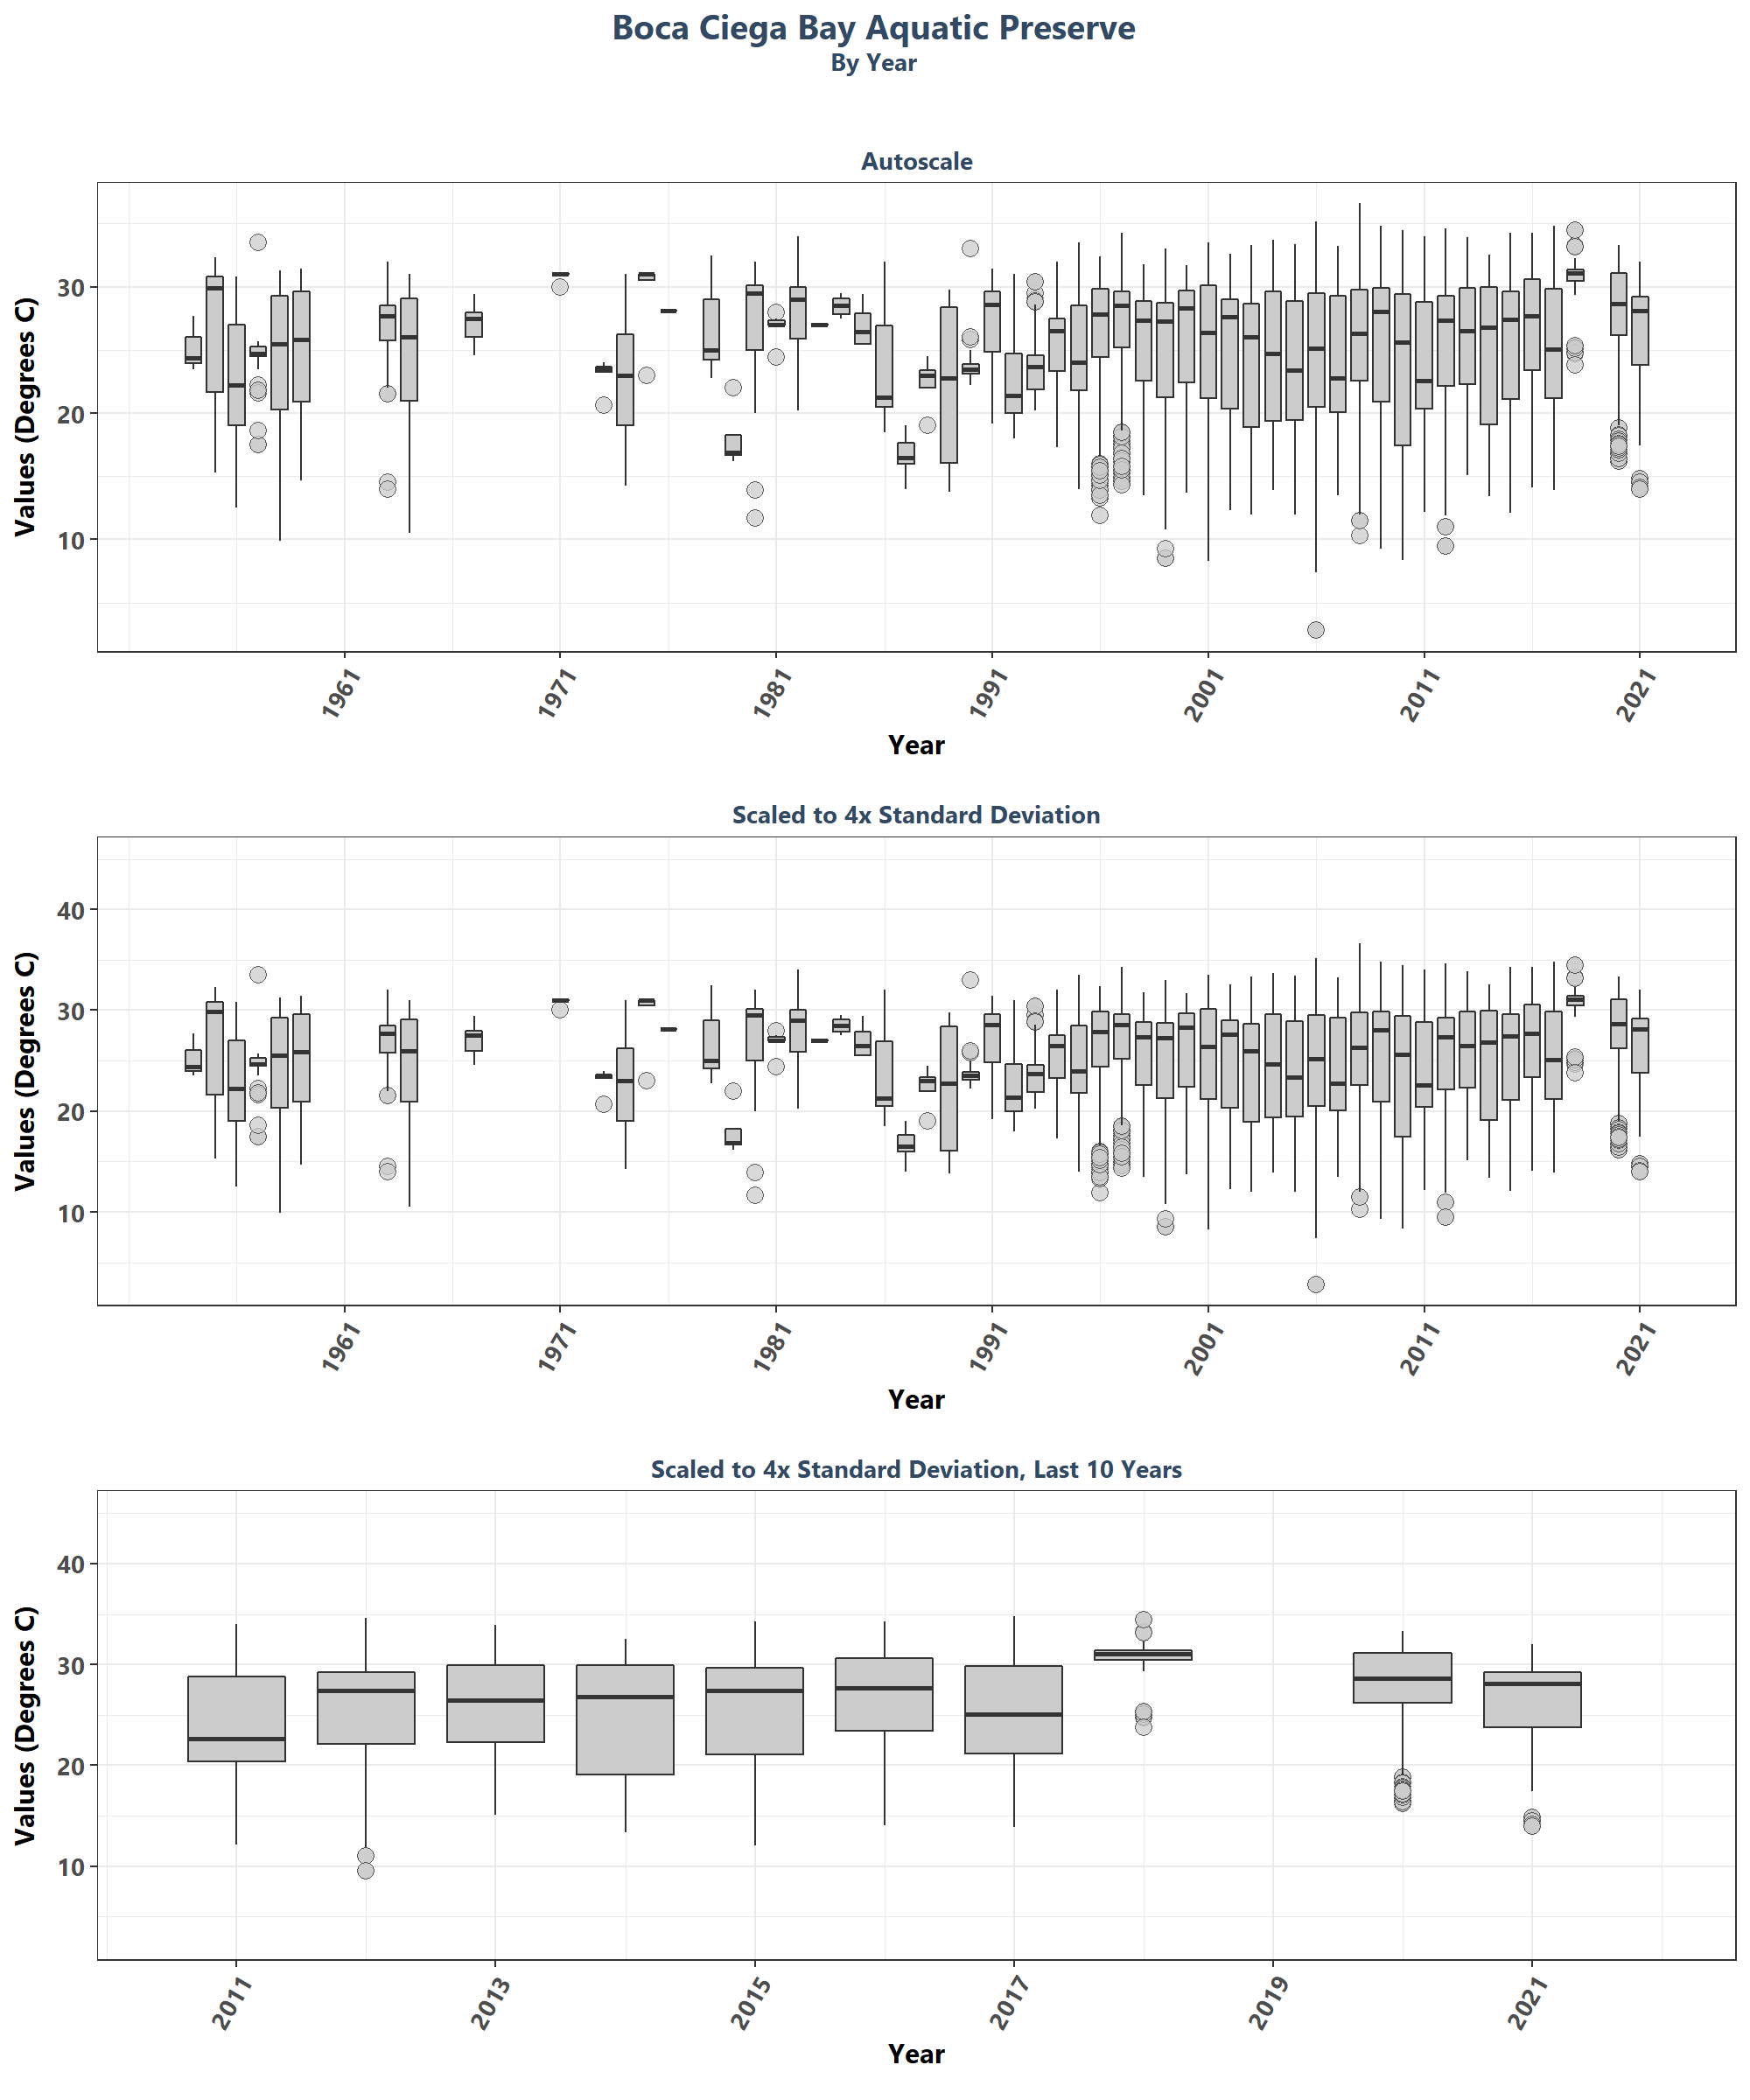 Boca Ciega Bay Aquatic Preserve
By Year
Autoscale
Values (Degrees C)
30
20
10
1961
1971
1981
1991
2001
2011
2021
Year
Scaled to 4x Standard Deviation
Values (Degrees C)
40
30
20
10
1961
1971
1981
1991
2001
2011
2021
Year
Scaled to 4x Standard Deviation, Last 10 Years
Values (Degrees C)
40
30
20
10
2011
2013
2015
2017
2019
2021
Year